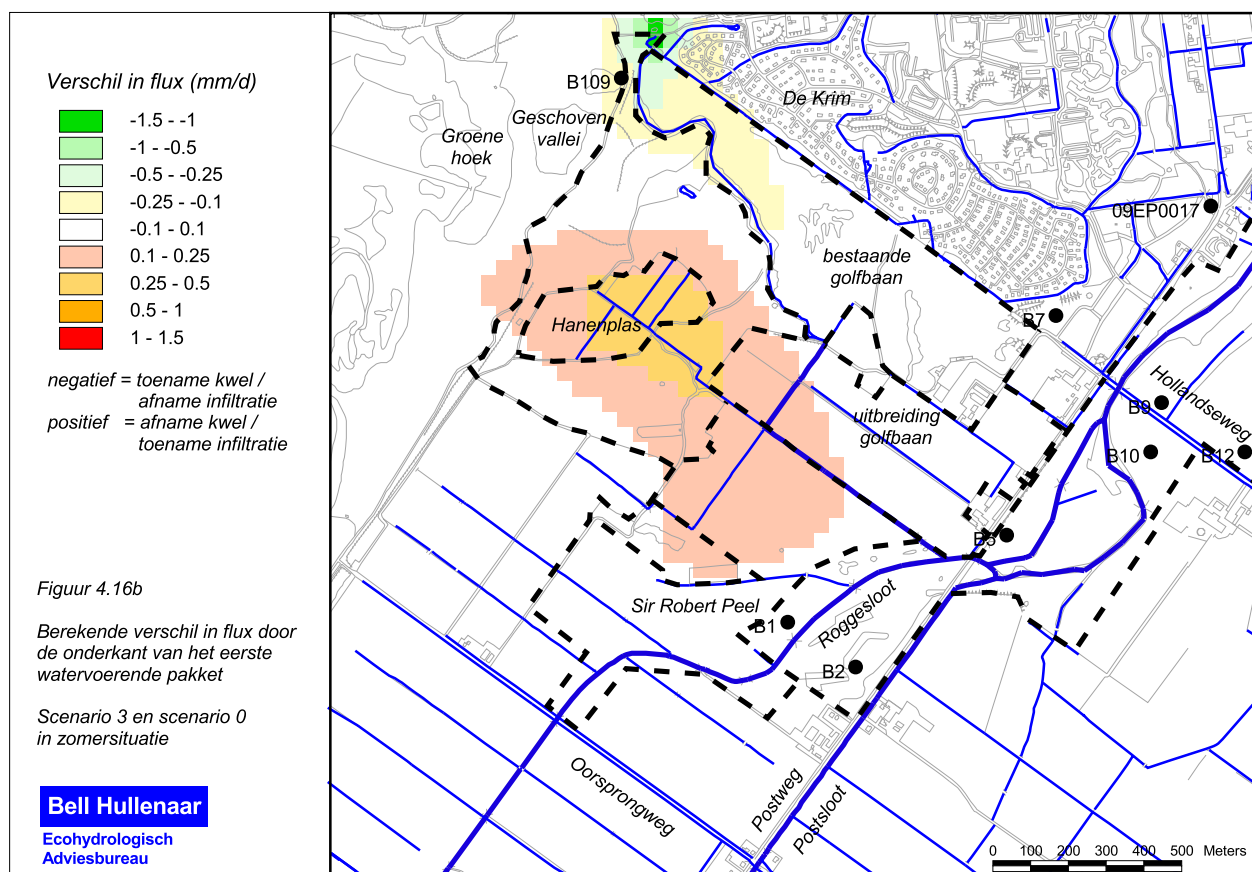 Verschil in flux (mm/d)
-1.5 - -1
-1 - -0.5
-0.5 - -0.25
-0.25 - -0.1
-0.1 - 0.1
0.1 - 0.25
0.25 - 0.5
0.5 - 1
1 - 1.5
negatief = toename kwel /
afname infiltratie
positief = afname kwel /
toename infiltratie
Figuur 4.16b
Berekende verschil in flux door
de onderkant van het eerste
watervoerende pakket
Scenario 3 en scenario 0
in zomersituatie
Bell Hullenaar
Ecohydrologisch
Adviesbureau
B109
De Krim
Geschoven
vallei
Groene
hoek
09EP0017
bestaande
golfbaan
B7
Hanenplas
Hollandseweg
B9
uitbreiding
golfbaan
B10
B12
B3
Sir Robert Peel
B1
Roggesloot
B2
Oorsprongweg
Postweg
Postsloot
0 100 200 300 400 500 Meters